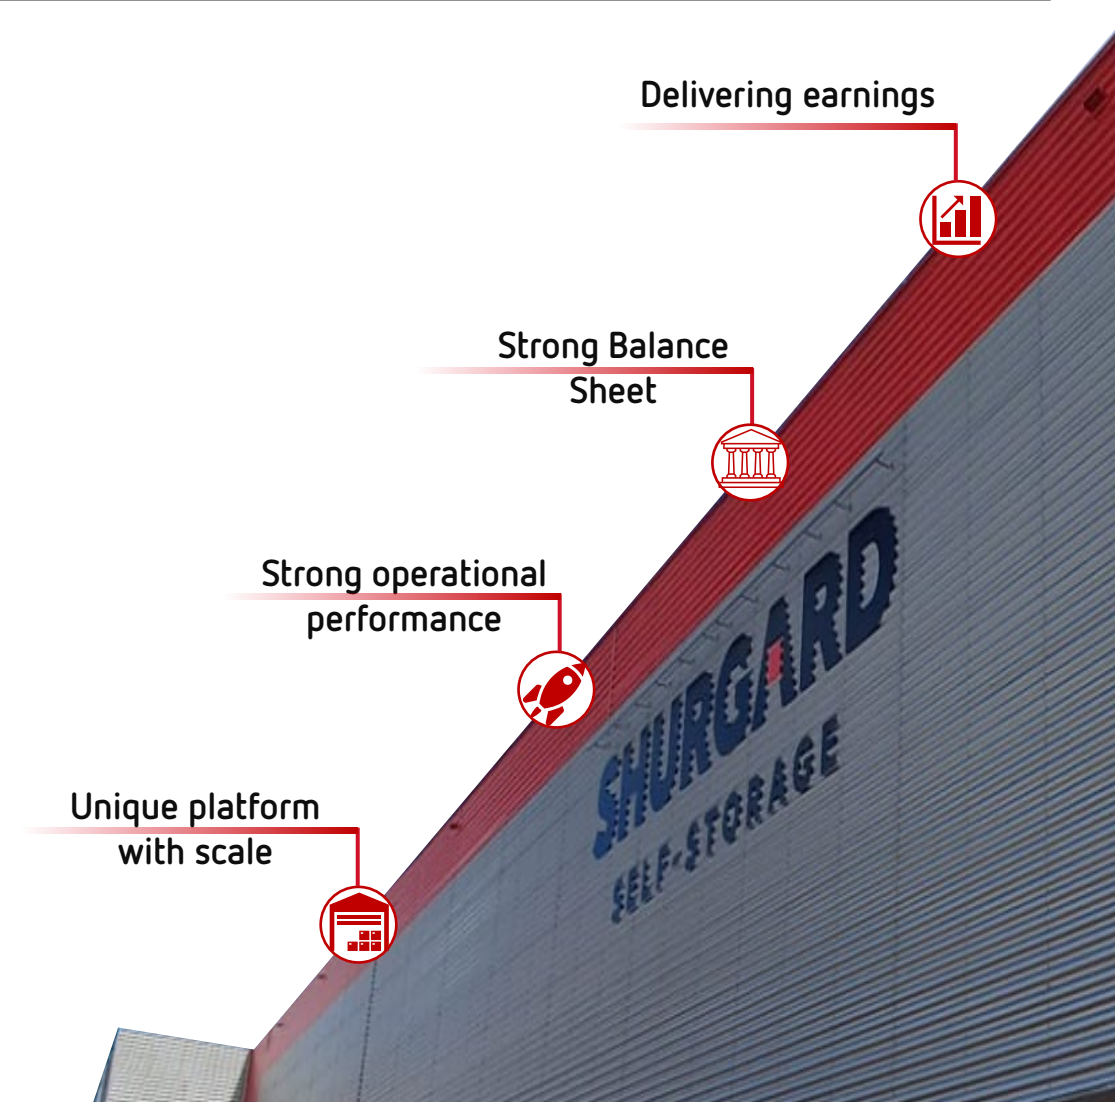 Delivering earnings
Strong Balance
Sheet
Strong operational
performance
Unique platform
with scale
SHURGARD
SELF-STORAGE